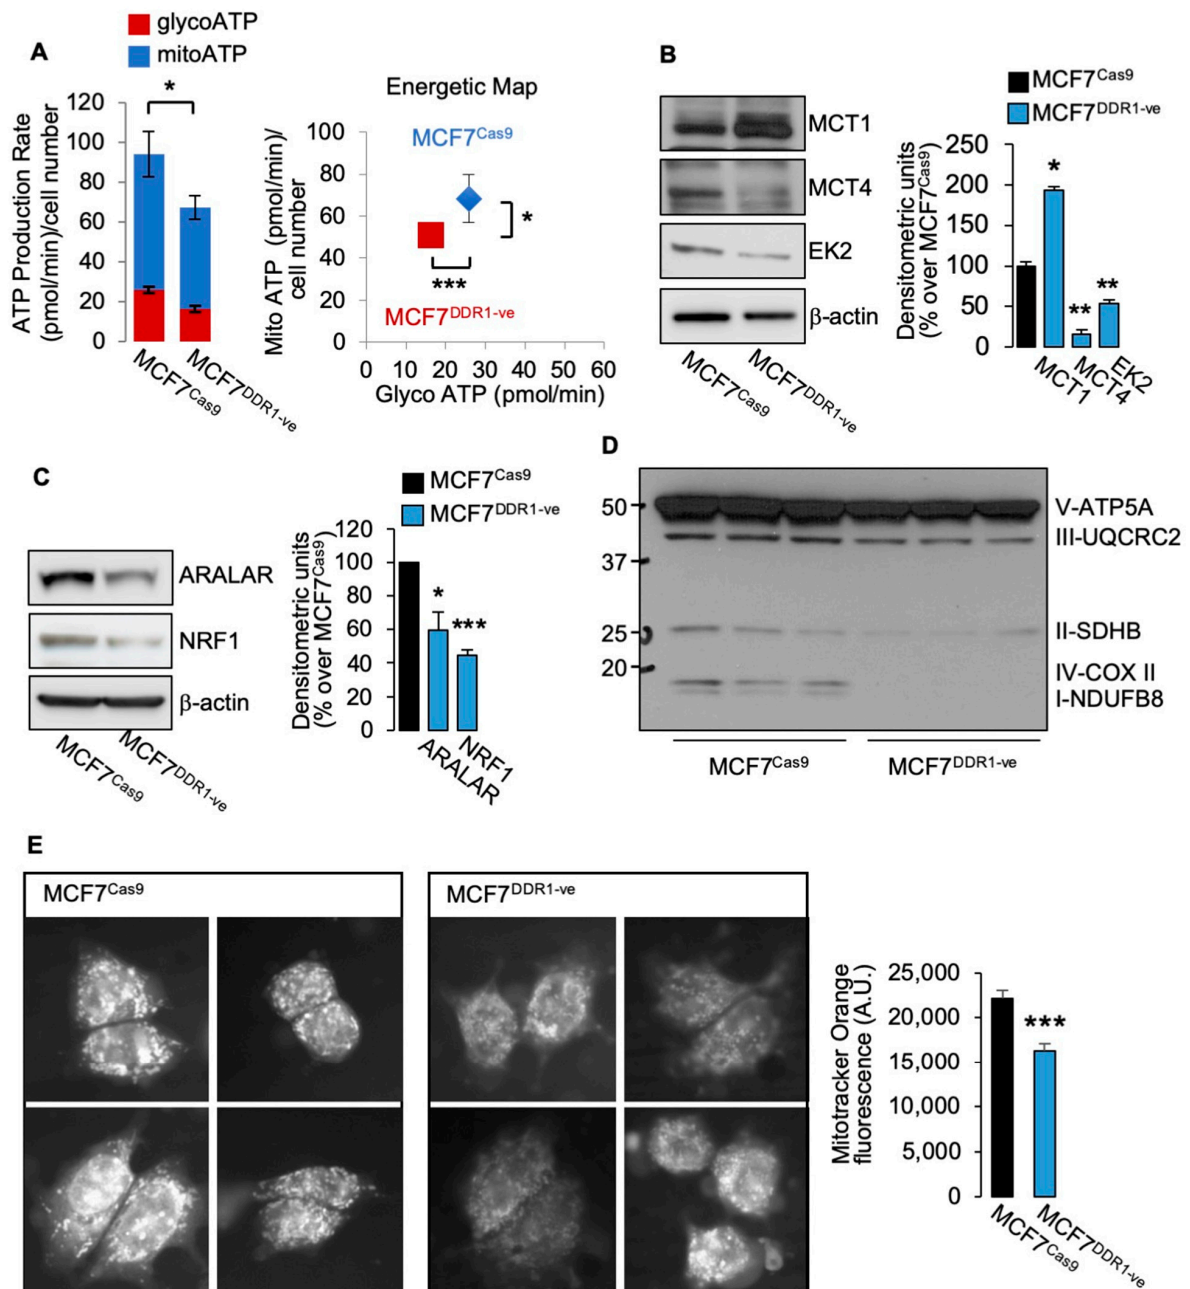 A
glycoATP
mitoATP
*
ATP Production Rate
(pmol/min)/cell number
120
100
80
60
40
20
0
MCF7Cas9
MCF7DDR1-ve
Energetic Map
MCF7Cas9
Mito ATP (pmol/min)/
cell number
100
80
60
40
20
0
*
***
MCF7DDR1-ve
0 10 20 30 40 50 60
Glyco ATP (pmol/min)
B
MCT1
MCT4
EK2
β-actin
MCF7Cas9
MCF7DDR1-ve
MCF7Cas9
MCF7DDR1-ve
Densitometric units
(% over MCF7Cas9)
250
200
150
100
50
0
*
**
**
MCT1
MCT4
EK2
C
ARALAR
NRF1
β-actin
MCF7Cas9
MCF7DDR1-ve
MCF7Cas9
MCF7DDR1-ve
Densitometric units
(% over MCF7Cas9)
120
100
80
60
40
20
0
*
***
ARALAR
NRF1
D
50
37
25
20
V-ATP5A
III-UQCRC2
II-SDHB
IV-COX II
I-NDUFB8
MCF7Cas9
MCF7DDR1-ve
E
MCF7Cas9
MCF7DDR1-ve
Mitotracker Orange
fluorescence (A.U.)
25,000
20,000
15,000
10,000
5,000
0
***
MCF7Cas9
MCF7DDR1-ve